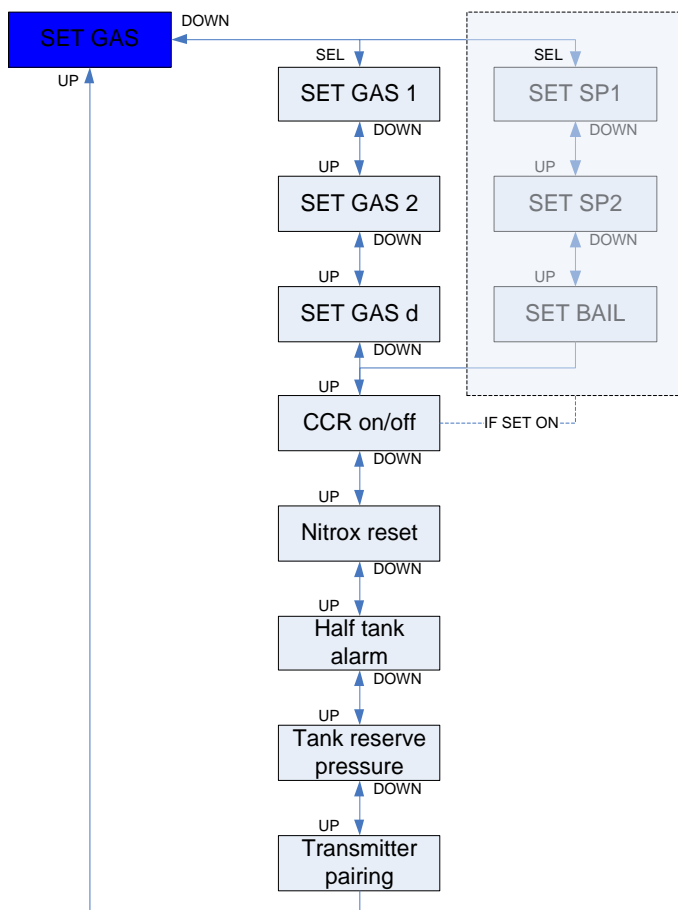 SET GAS
DOWN
UP
SEL
SEL
SET GAS 1
SET SP1
DOWN
DOWN
UP
UP
SET GAS 2
SET SP2
DOWN
DOWN
UP
UP
SET GAS d
SET BAIL
DOWN
UP
CCR on/off
IF SET ON
DOWN
UP
Nitrox reset
DOWN
UP
Half tank
alarm
DOWN
UP
Tank reserve
pressure
DOWN
UP
Transmitter
pairing